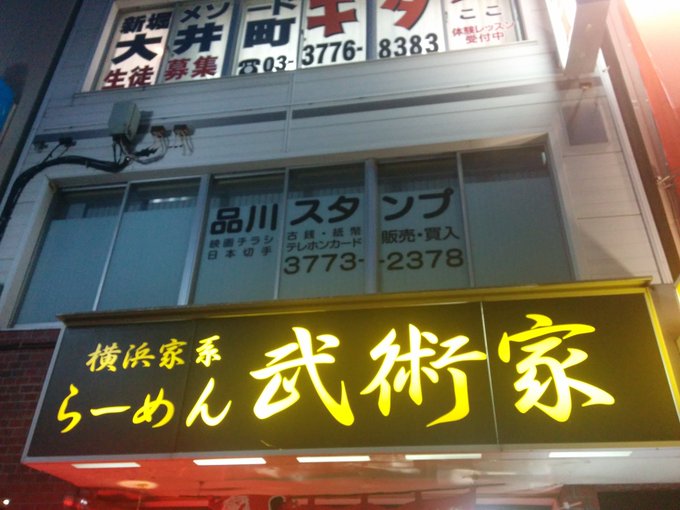 新堀メソード
大井町
生徒募集
☎03-3776-8383
ギタ
ここ
体験レッスン
受付中
品川スタンプ
映画チラシ
日本切手
古銭・紙幣
テレホンカード
販売・買入
3773-2378
横浜家系
らーめん
武術家